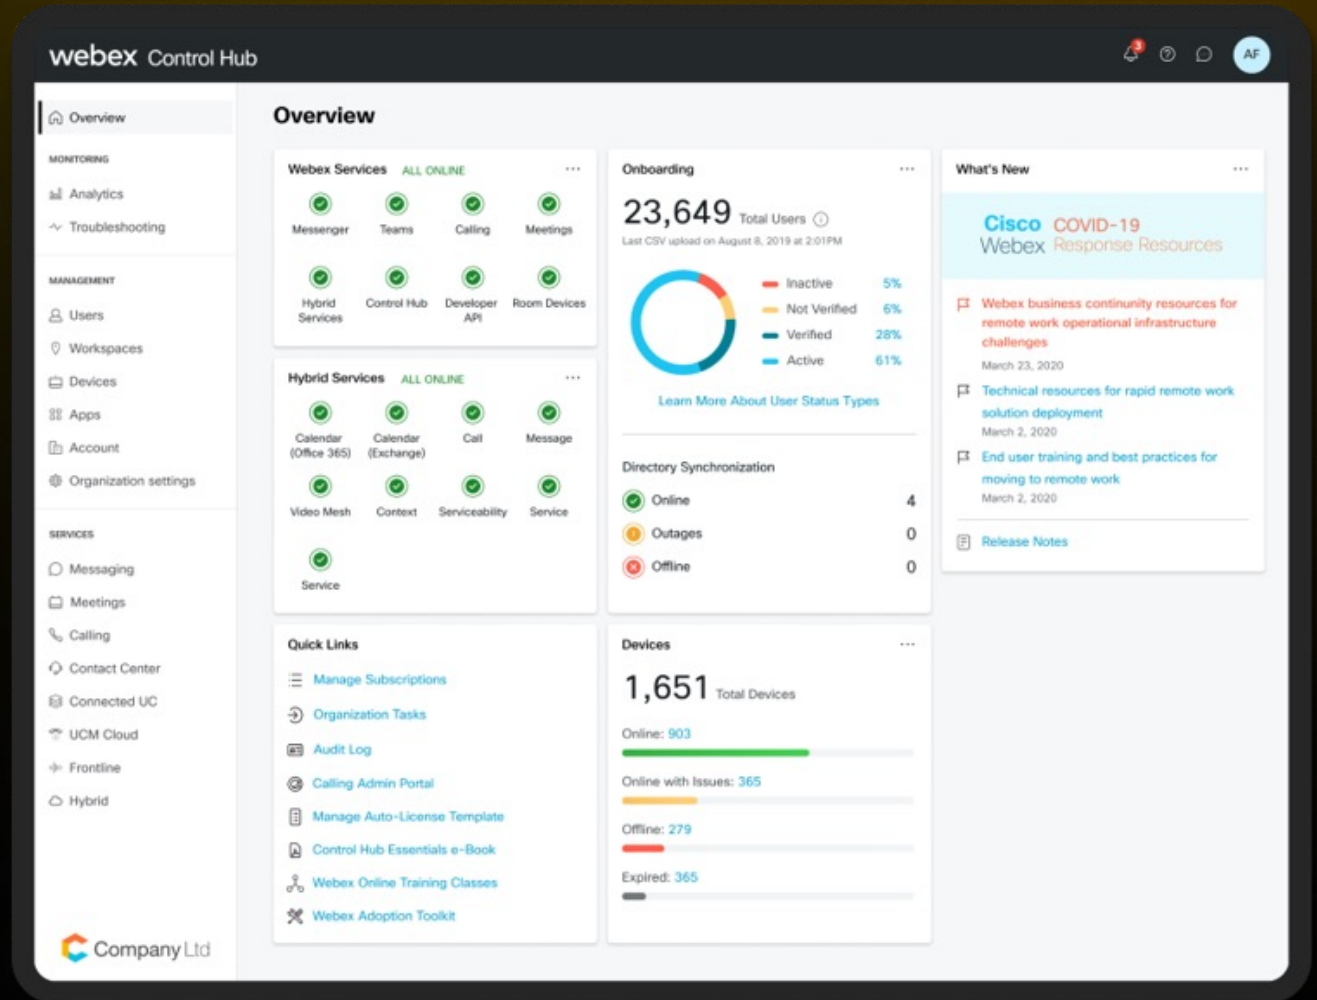 webex Control Hub
3
AF
Overview
MONITORING
Analytics
Troubleshooting
MANAGEMENT
Users
Workspaces
Devices
Apps
Account
Organization settings
SERVICES
Messaging
Meetings
Calling
Contact Center
Connected UC
UCM Cloud
Frontline
Hybrid
Company Ltd
Overview
Webex Services ALL ONLINE
Messenger Teams Calling Meetings
Hybrid Control Hub Developer Room Devices
Services API
Hybrid Services ALL ONLINE
Calendar Calendar Call Message
(Office 365) (Exchange)
Video Mesh Context Serviceability Service
Service
Quick Links
Manage Subscriptions
Organization Tasks
Audit Log
Calling Admin Portal
Manage Auto-License Template
Control Hub Essentials e-Book
Webex Online Training Classes
Webex Adoption Toolkit
Onboarding
23,649 Total Users
Last CSV upload on August 8, 2019 at 2:01PM
Inactive 5%
Not Verified 6%
Verified 28%
Active 61%
Learn More About User Status Types
Directory Synchronization
Online 4
Outages 0
Offline 0
Devices
1,651 Total Devices
Online: 903
Online with Issues: 365
Offline: 279
Expired: 365
What's New
Cisco COVID-19
Webex Response Resources
Webex business continunity resources for
remote work operational infrastructure
challenges
March 23, 2020
Technical resources for rapid remote work
solution deployment
March 2, 2020
End user training and best practices for
moving to remote work
March 2, 2020
Release Notes